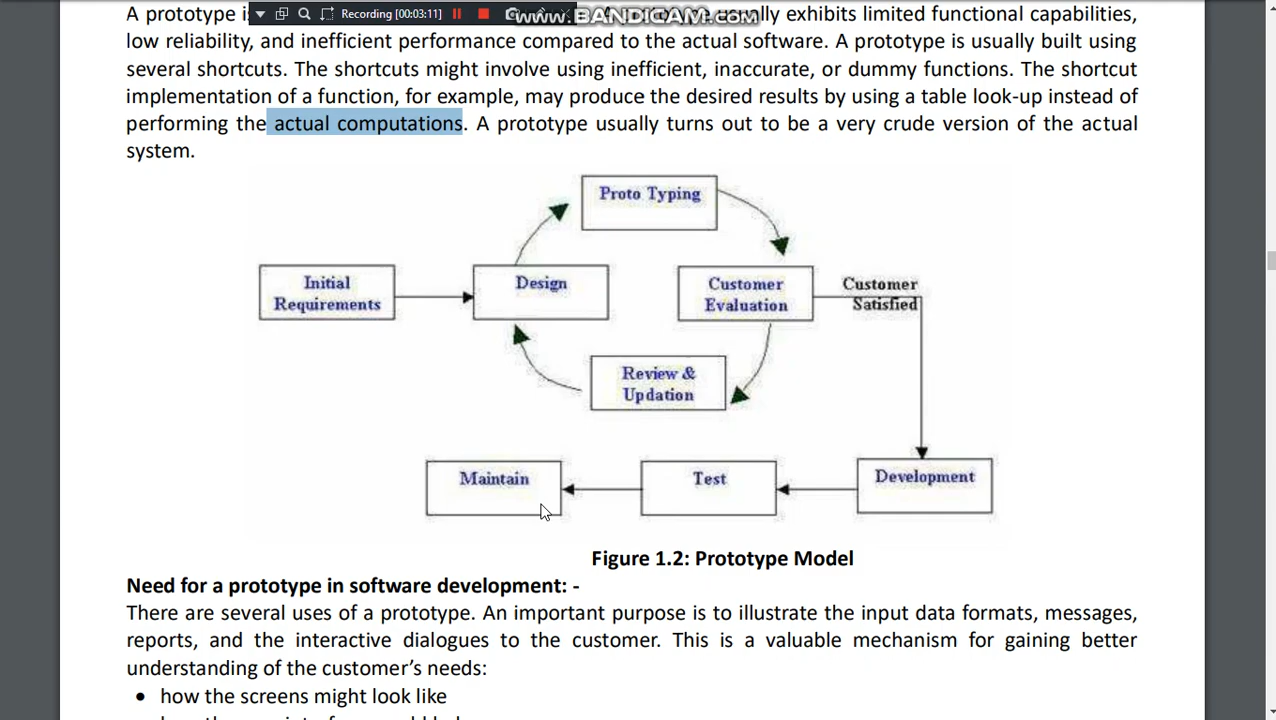 A prototype i
Recording [00:03:11]
www.BANDICAM.com
usually exhibits limited functional capabilities,
low reliability, and inefficient performance compared to the actual software. A prototype is usually built using
several shortcuts. The shortcuts might involve using inefficient, inaccurate, or dummy functions. The shortcut
implementation of a function, for example, may produce the desired results by using a table look-up instead of
performing the actual computations. A prototype usually turns out to be a very crude version of the actual
system.
Proto Typing
Initial
Requirements
Design
Customer
Evaluation
Customer
Satisfied
Review &
Updation
Maintain
Test
Development
Figure 1.2: Prototype Model
Need for a prototype in software development: -
There are several uses of a prototype. An important purpose is to illustrate the input data formats, messages,
reports, and the interactive dialogues to the customer. This is a valuable mechanism for gaining better
understanding of the customer’s needs:
• how the screens might look like